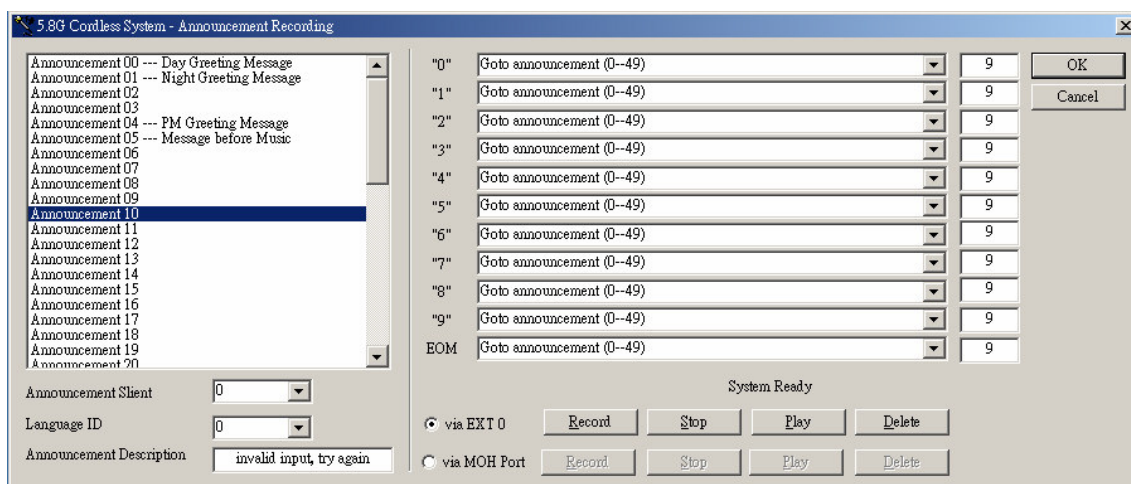 5.8G Cordless System - Announcement Recording
Announcement 00 --- Day Greeting Message
Announcement 01 --- Night Greeting Message
Announcement 02
Announcement 03
Announcement 04 --- PM Greeting Message
Announcement 05 --- Message before Music
Announcement 06
Announcement 07
Announcement 08
Announcement 09
Announcement 10
Announcement 11
Announcement 12
Announcement 13
Announcement 14
Announcement 15
Announcement 16
Announcement 17
Announcement 18
Announcement 19
Announcement 20
Announcement Slient 0
Language ID 0
Announcement Description invalid input, try again
"0" Goto announcement (0--49) 9
"1" Goto announcement (0--49) 9
"2" Goto announcement (0--49) 9
"3" Goto announcement (0--49) 9
"4" Goto announcement (0--49) 9
"5" Goto announcement (0--49) 9
"6" Goto announcement (0--49) 9
"7" Goto announcement (0--49) 9
"8" Goto announcement (0--49) 9
"9" Goto announcement (0--49) 9
EOM Goto announcement (0--49) 9
System Ready
via EXT 0 Record Stop Play Delete
via MOH Port Record Stop Play Delete
OK
Cancel